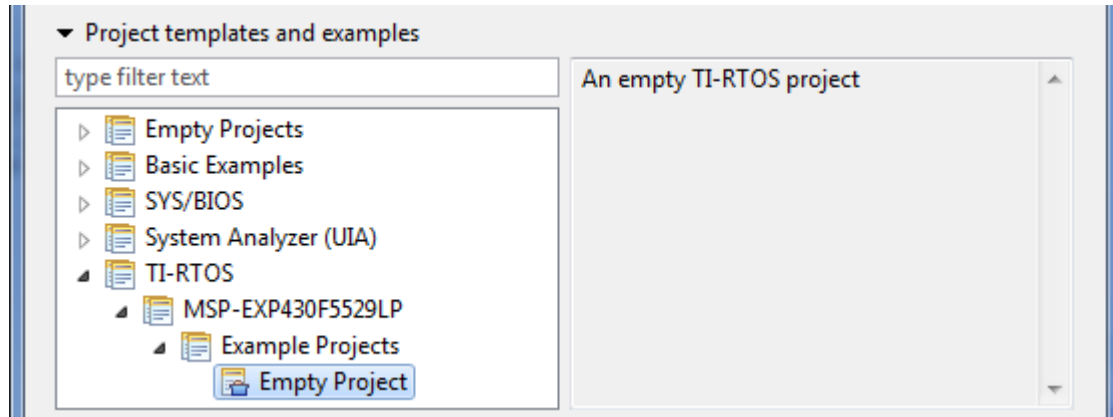 Project templates and examples
type filter text
An empty TI-RTOS project
Empty Projects
Basic Examples
SYS/BIOS
System Analyzer (UIA)
TI-RTOS
MSP-EXP430F5529LP
Example Projects
Empty Project